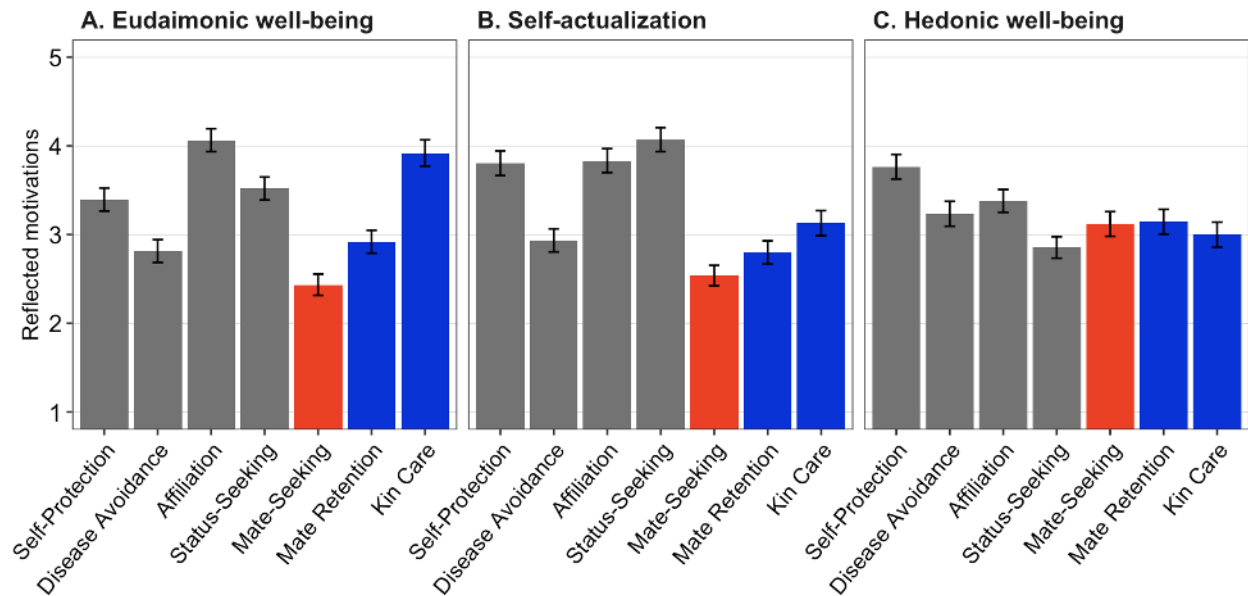 A. Eudaimonic well-being
B. Self-actualization
C. Hedonic well-being
Reflected motivations
5
4
3
2
1
Self-Protection
Disease Avoidance
Affiliation
Status-Seeking
Mate-Seeking
Mate Retention
Kin Care
Self-Protection
Disease Avoidance
Affiliation
Status-Seeking
Mate-Seeking
Mate Retention
Kin Care
Self-Protection
Disease Avoidance
Affiliation
Status-Seeking
Mate-Seeking
Mate Retention
Kin Care